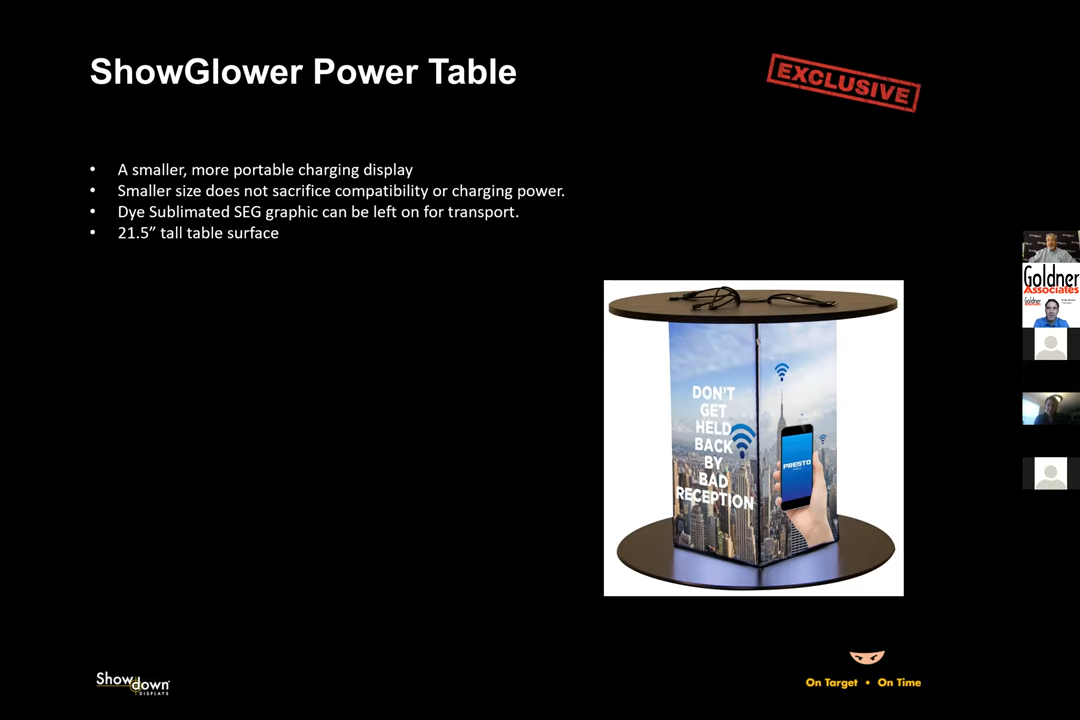 ShowGlower Power Table
EXCLUSIVE
• A smaller, more portable charging display
• Smaller size does not sacrifice compatibility or charging power.
• Dye Sublimated SEG graphic can be left on for transport.
• 21.5” tall table surface
DON'T
GET
HELD
BACK
BY
BAD
RECEPTION
PRESTO
Goldner
Associates
Showdown
DISPLAYS
On Target • On Time